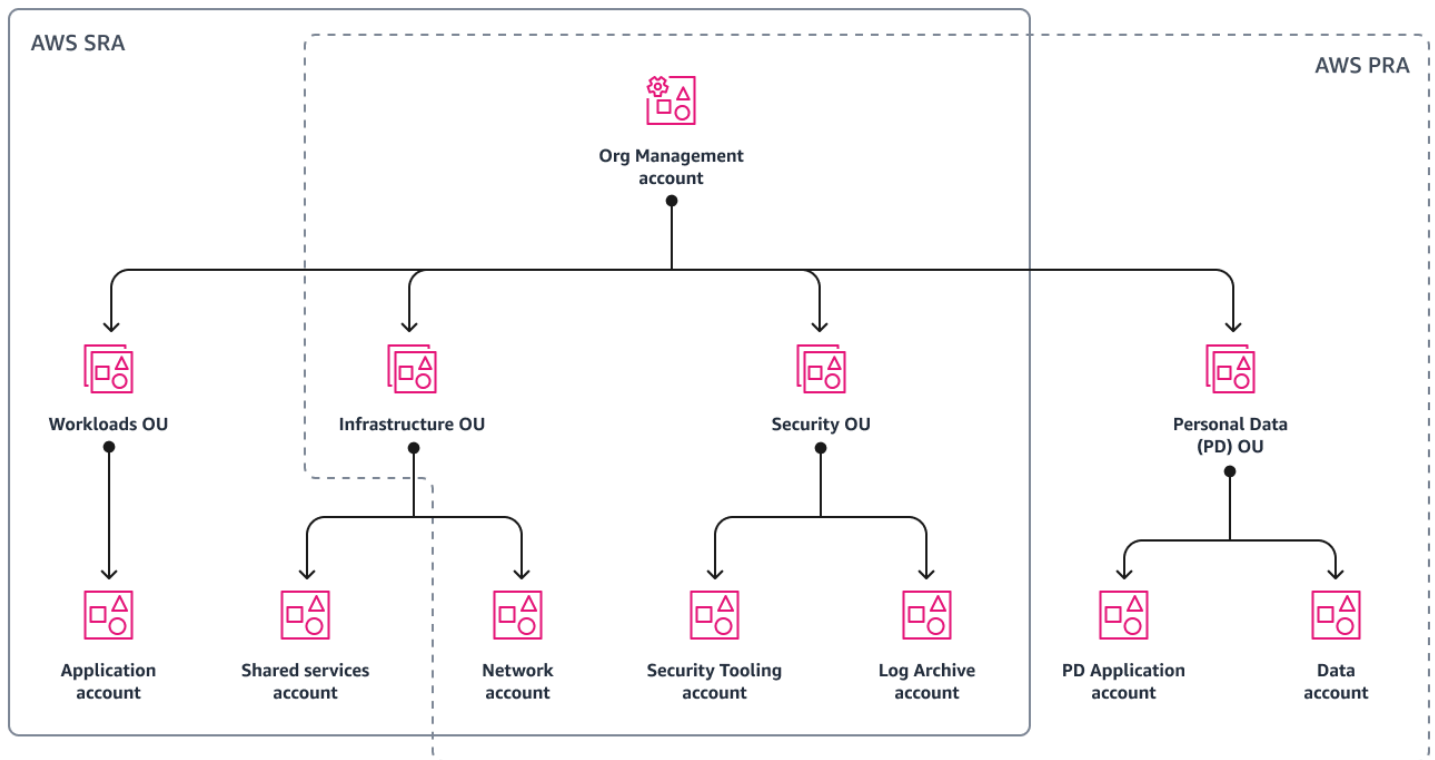 AWS SRA
AWS PRA
Org Management
account
Workloads OU
Infrastructure OU
Security OU
Personal Data
(PD) OU
Application
account
Shared services
account
Network
account
Security Tooling
account
Log Archive
account
PD Application
account
Data
account